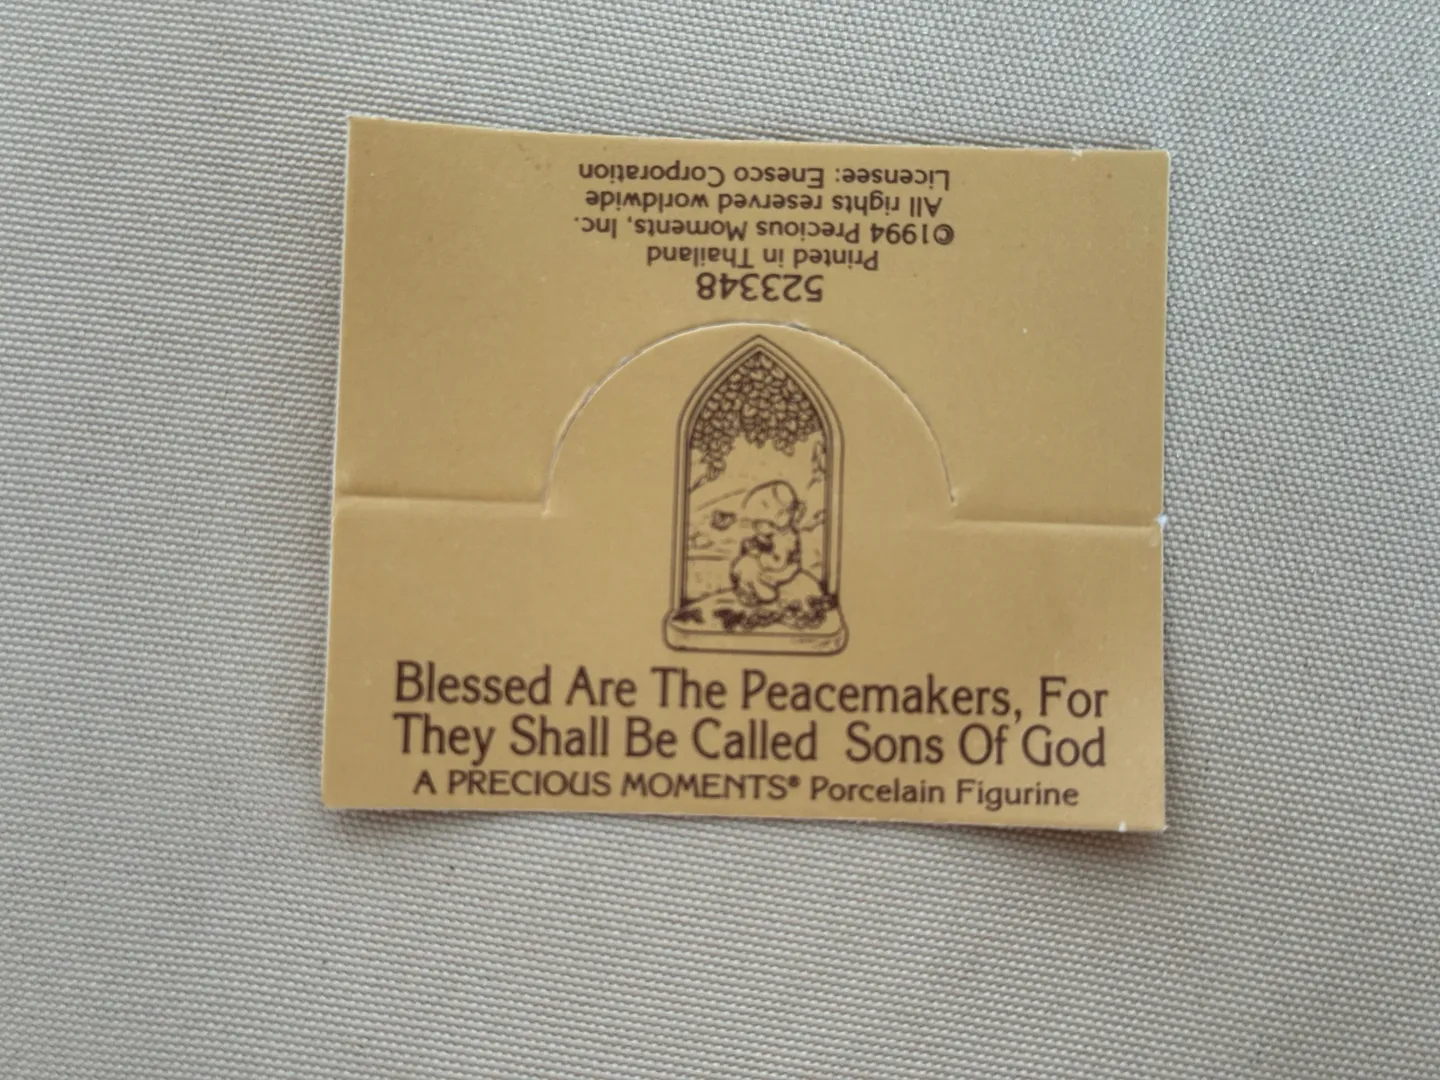 Licensee: Enesco Corporation
All rights reserved worldwide
©1994 Precious Moments, Inc.
Printed in Thailand
523348
Blessed Are The Peacemakers, For
They Shall Be Called Sons Of God
A PRECIOUS MOMENTS® Porcelain Figurine